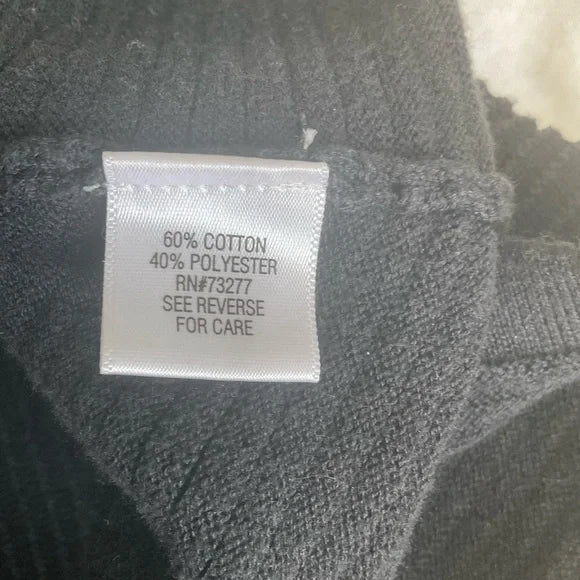 60% COTTON
40% POLYESTER
RN#73277
SEE REVERSE
FOR CARE